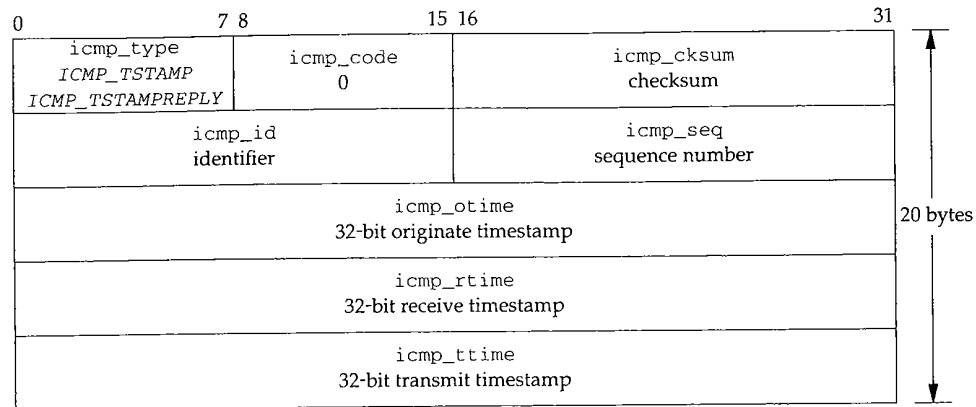 0 7 8 15 16 31
icmp_type
ICMP_TSTAMP
ICMP_TSTAMPREPLY
icmp_code
0
icmp_cksum
checksum
icmp_id
identifier
icmp_seq
sequence number
icmp_otime
32-bit originate timestamp
20 bytes
icmp_rtime
32-bit receive timestamp
icmp_ttime
32-bit transmit timestamp